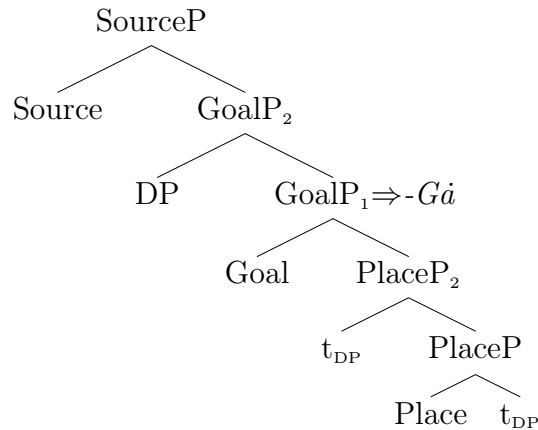 SourceP
Source GoalP₂
DP GoalP₁⇒-Gȧ
Goal PlaceP₂
t_DP PlaceP
Place t_DP